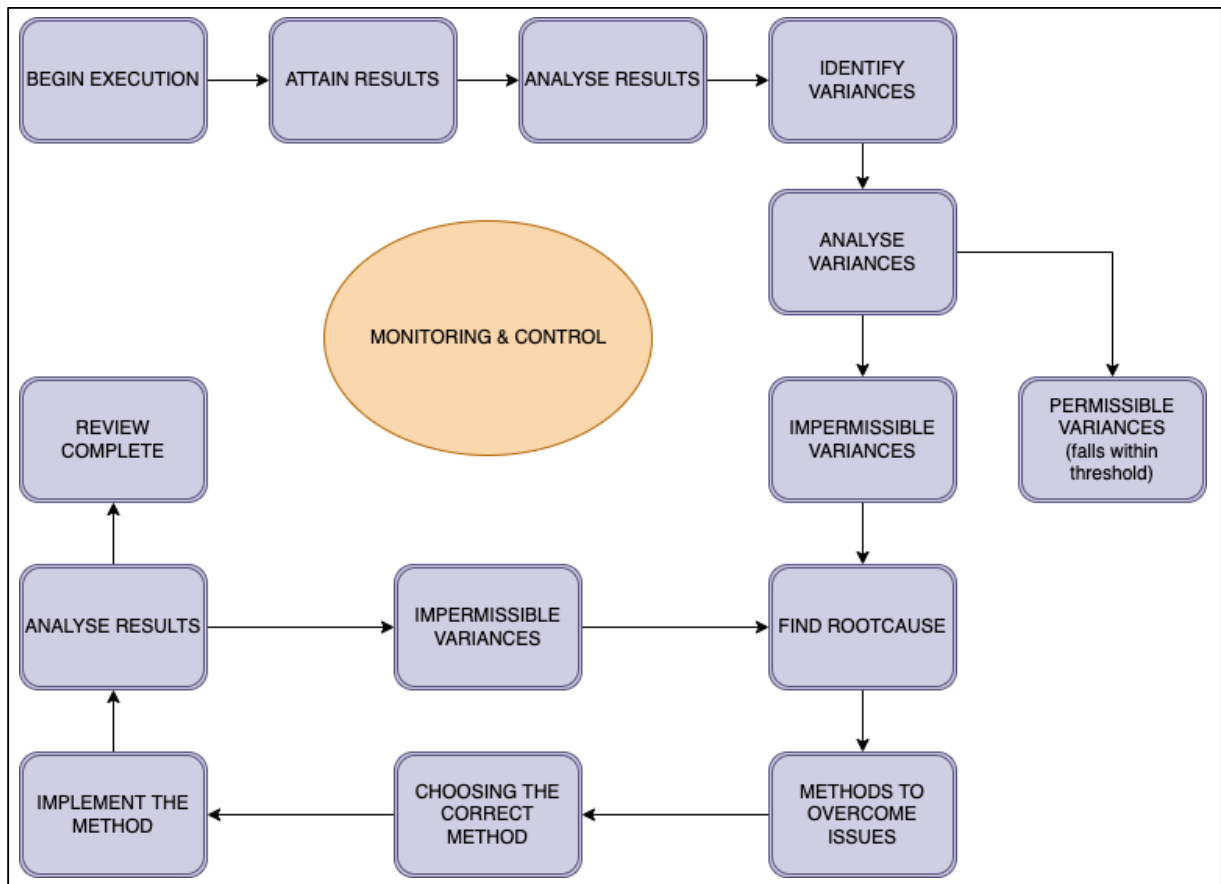 BEGIN EXECUTION
ATTAIN RESULTS
ANALYSE RESULTS
IDENTIFY
VARIANCES
ANALYSE
VARIANCES
MONITORING & CONTROL
REVIEW
COMPLETE
IMPERMISSIBLE
VARIANCES
PERMISSIBLE
VARIANCES
(falls within
threshold)
ANALYSE RESULTS
IMPERMISSIBLE
VARIANCES
FIND ROOTCAUSE
IMPLEMENT THE
METHOD
CHOOSING THE
CORRECT
METHOD
METHODS TO
OVERCOME
ISSUES